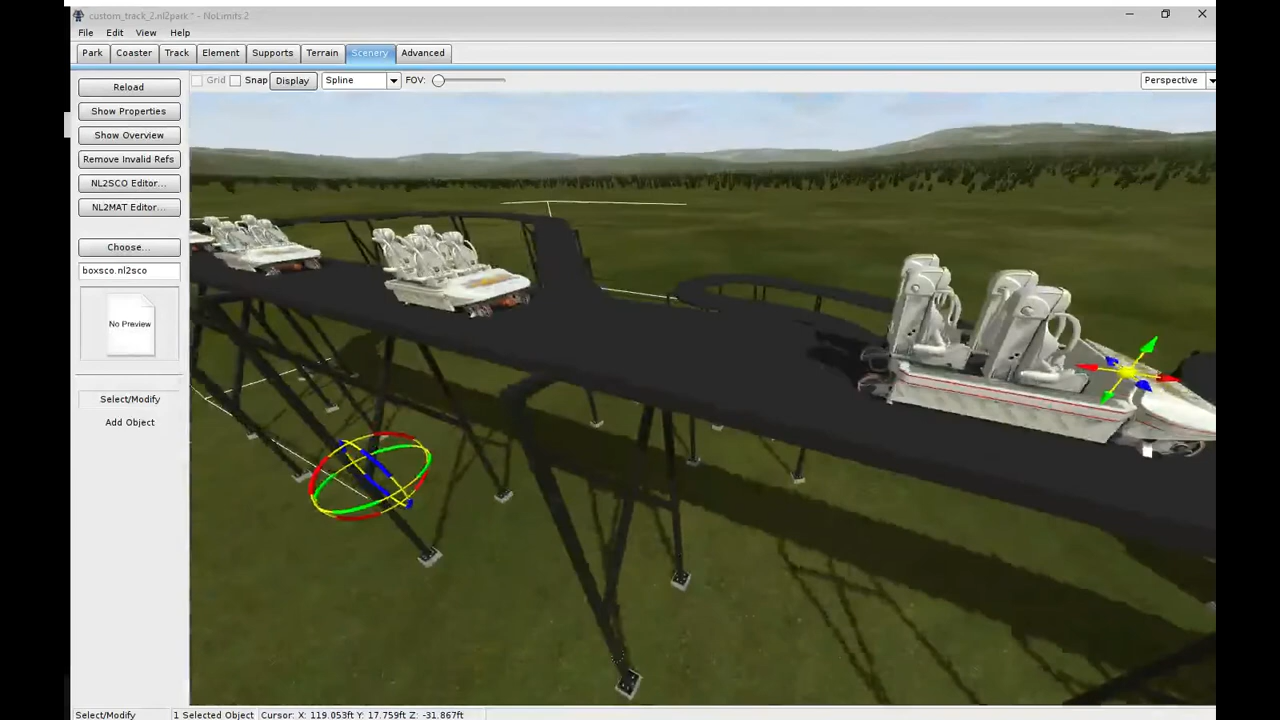 custom_track_2.nl2park * - NoLimits 2
File Edit View Help
Park Coaster Track Element Supports Terrain Scenery Advanced
Reload
Grid Snap Display Spline FOV: Perspective
Show Properties
Show Overview
Remove Invalid Refs
NL2SCO Editor...
NL2MAT Editor...
Choose...
boxsco.nl2sco
No Preview
Select/Modify
Add Object
Select/Modify 1 Selected Object Cursor: X: 119.053ft Y: 17.759ft Z: -31.867ft